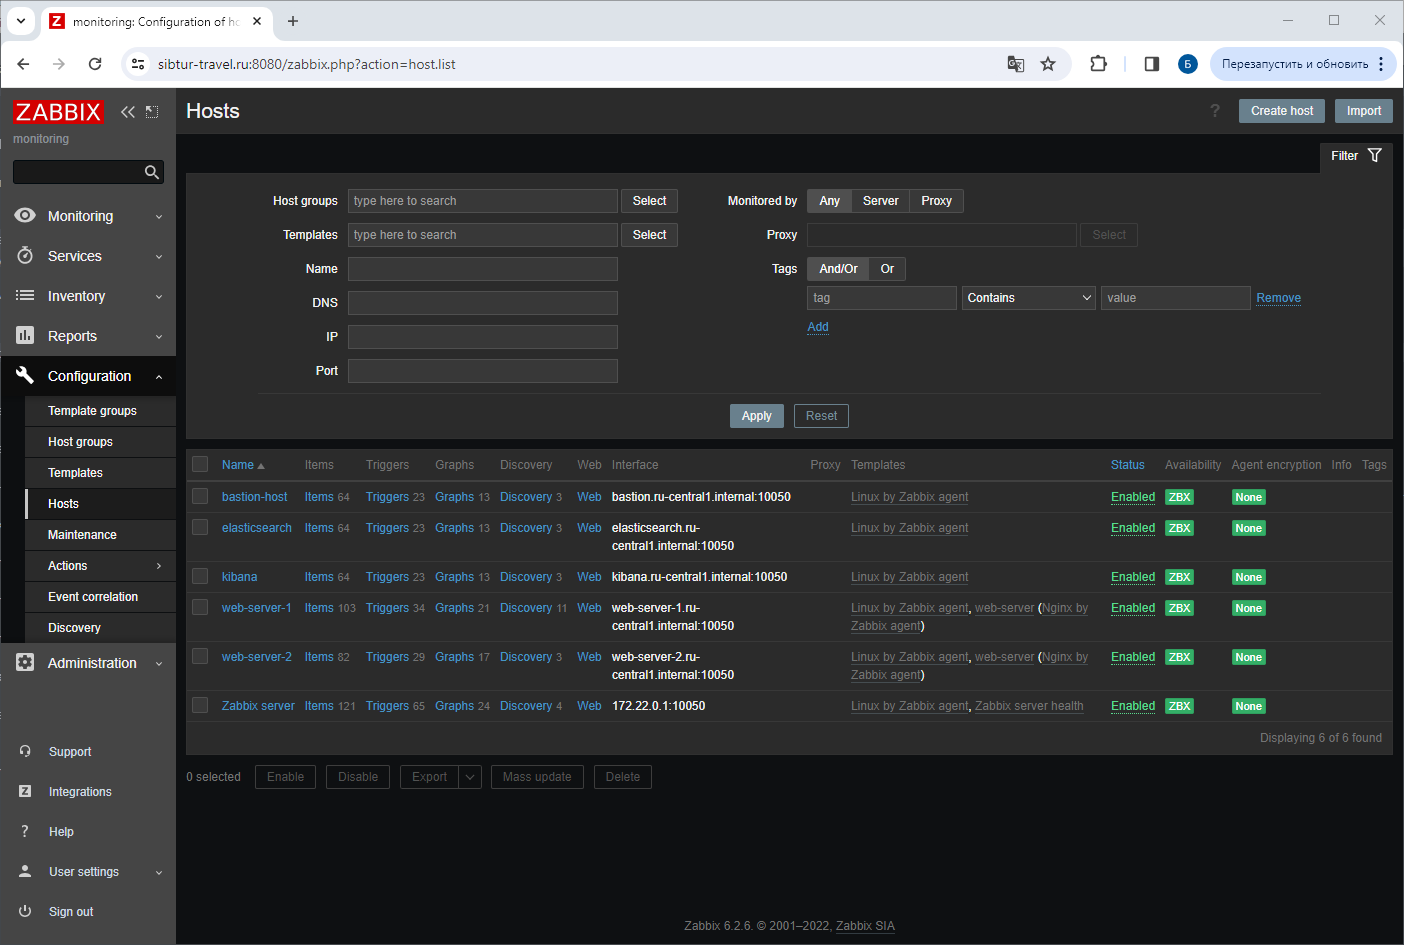 monitoring: Configuration of ho
sibtur-travel.ru:8080/zabbix.php?action=host.list
Б
Перезапустить и обновить
ZABBIX
monitoring
Monitoring
Services
Inventory
Reports
Configuration
Template groups
Host groups
Templates
Hosts
Maintenance
Actions
Event correlation
Discovery
Administration
Support
Integrations
Help
User settings
Sign out
Hosts
? Create host Import
Filter
Host groups type here to search Select
Templates type here to search Select
Name
DNS
IP
Port
Monitored by Any Server Proxy
Proxy Select
Tags And/Or Or
tag Contains value Remove
Add
Apply Reset
Name Items Triggers Graphs Discovery Web Interface Proxy Templates Status Availability Agent encryption Info Tags
bastion-host Items 64 Triggers 23 Graphs 13 Discovery 3 Web bastion.ru-central1.internal:10050 Linux by Zabbix agent Enabled ZBX None
elasticsearch Items 64 Triggers 23 Graphs 13 Discovery 3 Web elasticsearch.ru- Linux by Zabbix agent Enabled ZBX None
central1.internal:10050
kibana Items 64 Triggers 23 Graphs 13 Discovery 3 Web kibana.ru-central1.internal:10050 Linux by Zabbix agent Enabled ZBX None
web-server-1 Items 103 Triggers 34 Graphs 21 Discovery 11 Web web-server-1.ru- Linux by Zabbix agent, web-server (Nginx by Enabled ZBX None
central1.internal:10050 Zabbix agent)
web-server-2 Items 82 Triggers 29 Graphs 17 Discovery 3 Web web-server-2.ru- Linux by Zabbix agent, web-server (Nginx by Enabled ZBX None
central1.internal:10050 Zabbix agent)
Zabbix server Items 121 Triggers 65 Graphs 24 Discovery 4 Web 172.22.0.1:10050 Linux by Zabbix agent, Zabbix server health Enabled ZBX None
Displaying 6 of 6 found
0 selected Enable Disable Export Mass update Delete
Zabbix 6.2.6. © 2001–2022, Zabbix SIA